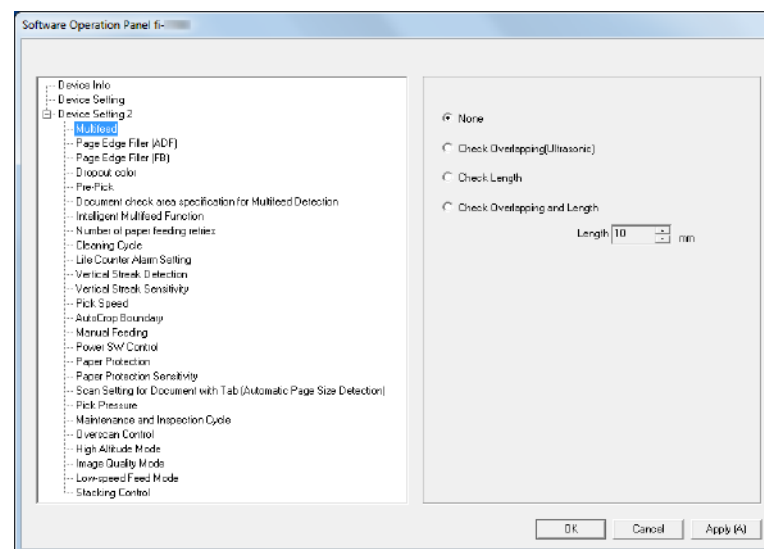 Software Operation Panel fi-
Device Info
Device Setting
Device Setting 2
Multifeed
Page Edge Filler (ADF)
Page Edge Filler (FB)
Dropout color
Pre-Pick
Document check area specification for Multifeed Detection
Intelligent Multifeed Function
Number of paper feeding retries
Cleaning Cycle
Life Counter Alarm Setting
Vertical Streak Detection
Vertical Streak Sensitivity
Pick Speed
AutoCrop Boundary
Manual Feeding
Power SW Control
Paper Protection
Paper Protection Sensitivity
Scan Setting for Document with Tab (Automatic Page Size Detection)
Pick Pressure
Maintenance and Inspection Cycle
Overscan Control
High Altitude Mode
Image Quality Mode
Low-speed Feed Mode
Stacking Control
None
Check Overlapping(Ultrasonic)
Check Length
Check Overlapping and Length
Length 10 mm
OK Cancel Apply (A)